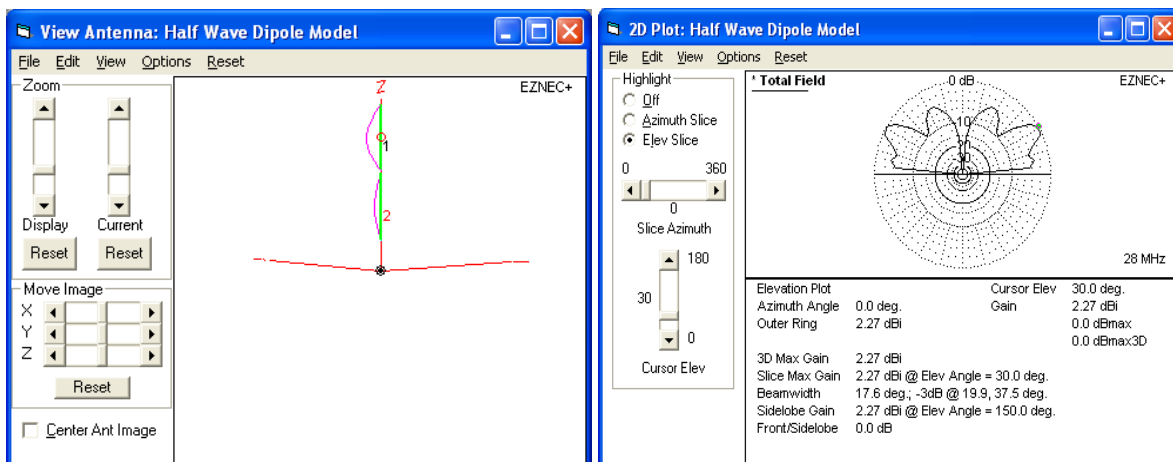 View Antenna: Half Wave Dipole Model
File Edit View Options Reset
Zoom
Display Current
Reset Reset
Move Image
X
Y
Z
Reset
Center Ant Image
EZNEC+
Z
1
2
2D Plot: Half Wave Dipole Model
File Edit View Options Reset
Highlight
Off
Azimuth Slice
Elev Slice
0 360
0
Slice Azimuth
180
30
0
Cursor Elev
* Total Field
0 dB
EZNEC+
-10
28 MHz
Elevation Plot Cursor Elev 30.0 deg.
Azimuth Angle 0.0 deg. Gain 2.27 dBi
Outer Ring 2.27 dBi 0.0 dBmax
0.0 dBmax3D
3D Max Gain 2.27 dBi
Slice Max Gain 2.27 dBi @ Elev Angle = 30.0 deg.
Beamwidth 17.6 deg.; -3dB @ 19.9, 37.5 deg.
Sidelobe Gain 2.27 dBi @ Elev Angle = 150.0 deg.
Front/Sidelobe 0.0 dB